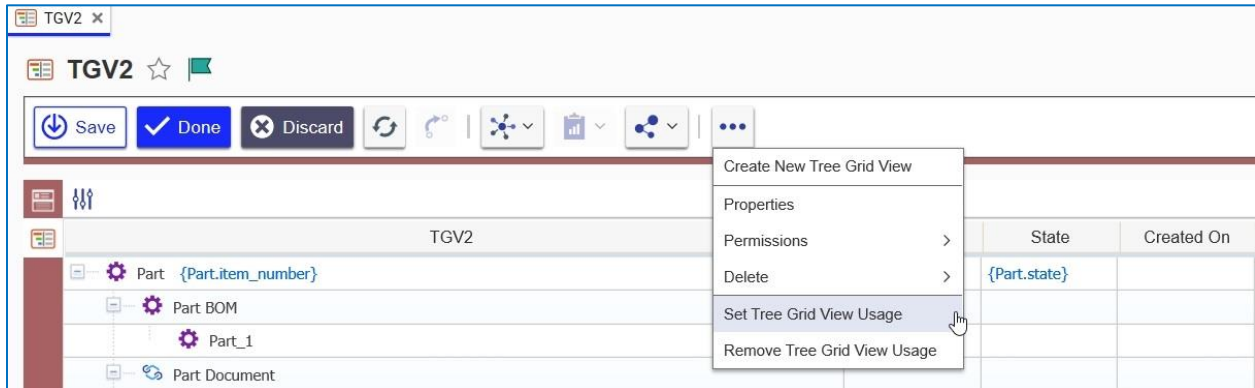 TGV2
TGV2
Save Done Discard
Create New Tree Grid View
Properties
Permissions
Delete
Set Tree Grid View Usage
Remove Tree Grid View Usage
TGV2 State Created On
Part {Part.item_number} {Part.state}
Part BOM
Part_1
Part Document